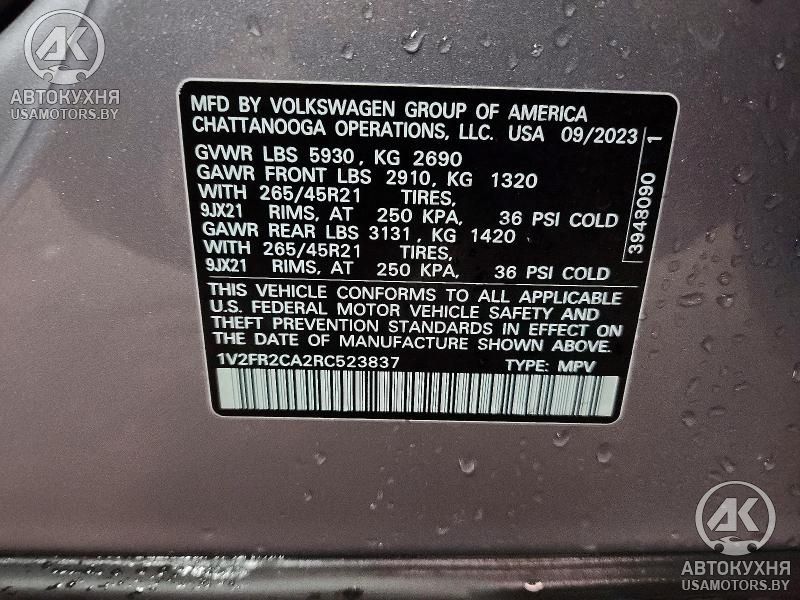 AK
АВТОКУХНЯ
USAMOTORS.BY
MFD BY VOLKSWAGEN GROUP OF AMERICA
CHATTANOOGA OPERATIONS, LLC. USA 09/2023
GVWR LBS 5930, KG 2690
GAWR FRONT LBS 2910, KG 1320
WITH 265/45R21 TIRES,
9JX21 RIMS, AT 250 KPA, 36 PSI COLD
GAWR REAR LBS 3131, KG 1420
WITH 265/45R21 TIRES,
9JX21 RIMS, AT 250 KPA, 36 PSI COLD
THIS VEHICLE CONFORMS TO ALL APPLICABLE
U.S. FEDERAL MOTOR VEHICLE SAFETY AND
THEFT PREVENTION STANDARDS IN EFFECT ON
THE DATE OF MANUFACTURE SHOWN ABOVE.
1V2FR2CA2RC523837 TYPE: MPV
3948090 1
AK
АВТОКУХНЯ
USAMOTORS.BY